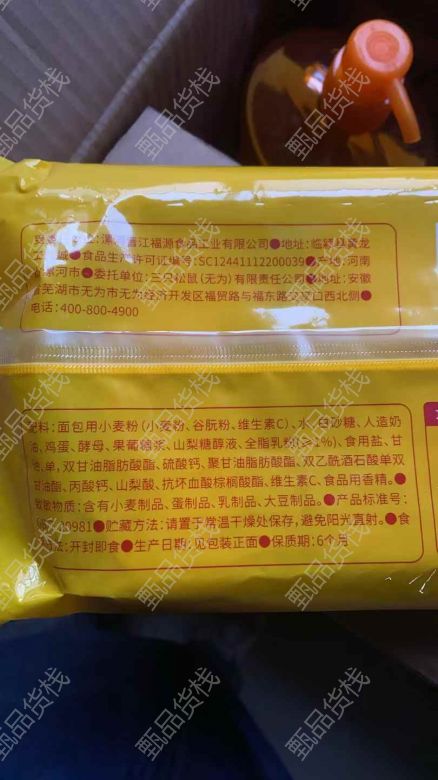 公司：漯河晋江福源食品工业有限公司●地址：临颍县黄龙
●食品生产许可证编号：SC12441112200039●产地：河南
漯河市●委托单位：三只松鼠（无为）有限责任公司●地址：安徽
省芜湖市无为市无为经济开发区福贸路与福东路交叉口西北侧●
电话：400-800-4900
配料：面包用小麦粉（小麦粉、谷朊粉、维生素C）、水、白砂糖、人造奶
油、鸡蛋、酵母、果葡糖浆、山梨糖醇液、全脂乳粉（≥1%）、食用盐、甘
油、单，双甘油脂肪酸酯、硫酸钙、聚甘油脂肪酸酯、双乙酰酒石酸单双
甘油酯、丙酸钙、山梨酸、抗坏血酸棕榈酸酯、维生素C、食品用香精。●
致敏物质：含有小麦制品、蛋制品、乳制品、大豆制品。●产品标准号：
20981●贮藏方法：请置于常温干燥处保存，避免阳光直射。●食
方法：开封即食●生产日期：见包装正面●保质期：6个月
甄品货栈